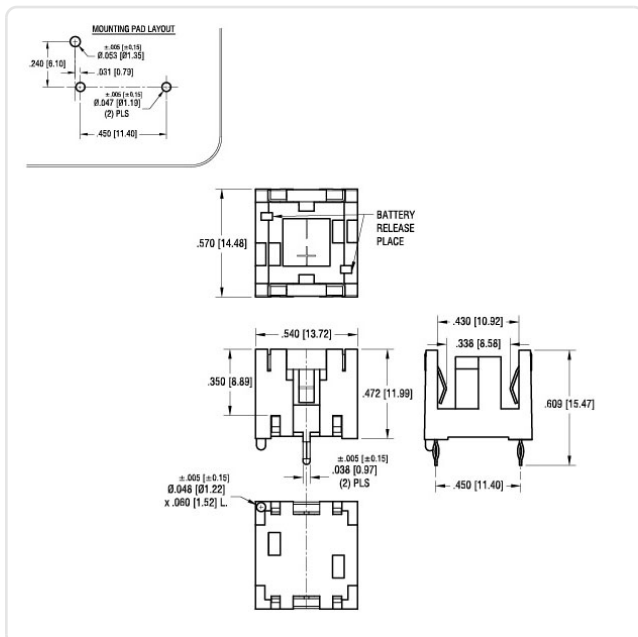 MOUNTING PAD LAYOUT
±.005 [±0.15]
Ø.053 [Ø1.35]
.240 [6.10]
.031 [0.79]
±.005 [±0.15]
Ø.047 [Ø1.19]
(2) PLS
.450 [11.40]
BATTERY
RELEASE
PLACE
.570 [14.48]
.540 [13.72]
.430 [10.92]
.338 [8.58]
.350 [8.89]
.472 [11.99]
.609 [15.47]
±.005 [±0.15]
.038 [0.97]
(2) PLS
.450 [11.40]
±.005 [±0.15]
Ø.048 [Ø1.22]
x .060 [1.52] L.